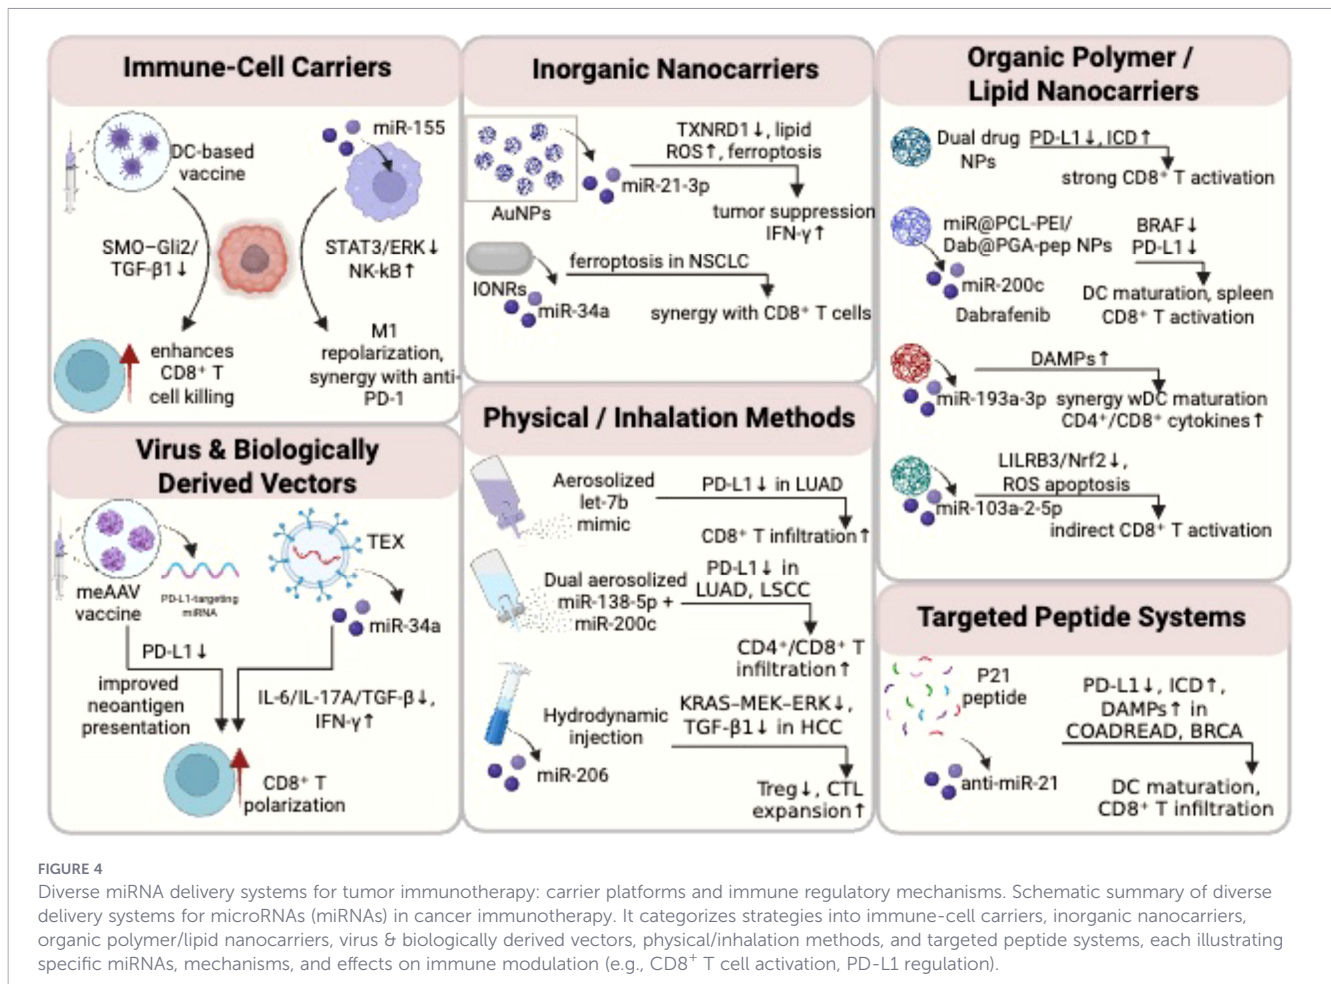 Immune-Cell Carriers
DC-based
vaccine
miR-155
SMO–Gli2/
TGF-β1↓
STAT3/ERK↓
NK-kB↑
enhances
CD8⁺ T
cell killing
M1
repolarization,
synergy with anti-
PD-1
Inorganic Nanocarriers
AuNPs
miR-21-3p
TXNRD1↓, lipid
ROS↑, ferroptosis
tumor suppression
IFN-γ↑
IONRs
miR-34a
ferroptosis in NSCLC
synergy with CD8⁺ T cells
Organic Polymer /
Lipid Nanocarriers
Dual drug
NPs
PD-L1↓, ICD↑
strong CD8⁺ T activation
miR@PCL-PEI/
Dab@PGA-pep NPs
miR-200c
Dabrafenib
BRAF↓
PD-L1↓
DC maturation, spleen
CD8⁺ T activation
DAMPs↑
miR-193a-3p
synergy wDC maturation
CD4⁺/CD8⁺ cytokines↑
LILRB3/Nrf2↓,
ROS apoptosis
miR-103a-2-5p
indirect CD8⁺ T activation
Virus & Biologically
Derived Vectors
meAAV
vaccine
PD-L1-targeting
miRNA
TEX
miR-34a
PD-L1↓
improved
neoantigen
presentation
IL-6/IL-17A/TGF-β↓,
IFN-γ↑
CD8⁺ T
polarization
Physical / Inhalation Methods
Aerosolized
let-7b
mimic
PD-L1↓ in LUAD
CD8⁺ T infiltration↑
Dual aerosolized
miR-138-5p +
miR-200c
PD-L1↓ in
LUAD, LSCC
CD4⁺/CD8⁺ T
infiltration↑
Hydrodynamic
injection
miR-206
KRAS–MEK–ERK↓,
TGF-β1↓ in HCC
Treg↓, CTL
expansion↑
Targeted Peptide Systems
P21
peptide
anti-miR-21
PD-L1↓, ICD↑,
DAMPs↑ in
COADREAD, BRCA
DC maturation,
CD8⁺ T infiltration
FIGURE 4
Diverse miRNA delivery systems for tumor immunotherapy: carrier platforms and immune regulatory mechanisms. Schematic summary of diverse
delivery systems for microRNAs (miRNAs) in cancer immunotherapy. It categorizes strategies into immune-cell carriers, inorganic nanocarriers,
organic polymer/lipid nanocarriers, virus & biologically derived vectors, physical/inhalation methods, and targeted peptide systems, each illustrating
specific miRNAs, mechanisms, and effects on immune modulation (e.g., CD8⁺ T cell activation, PD-L1 regulation).